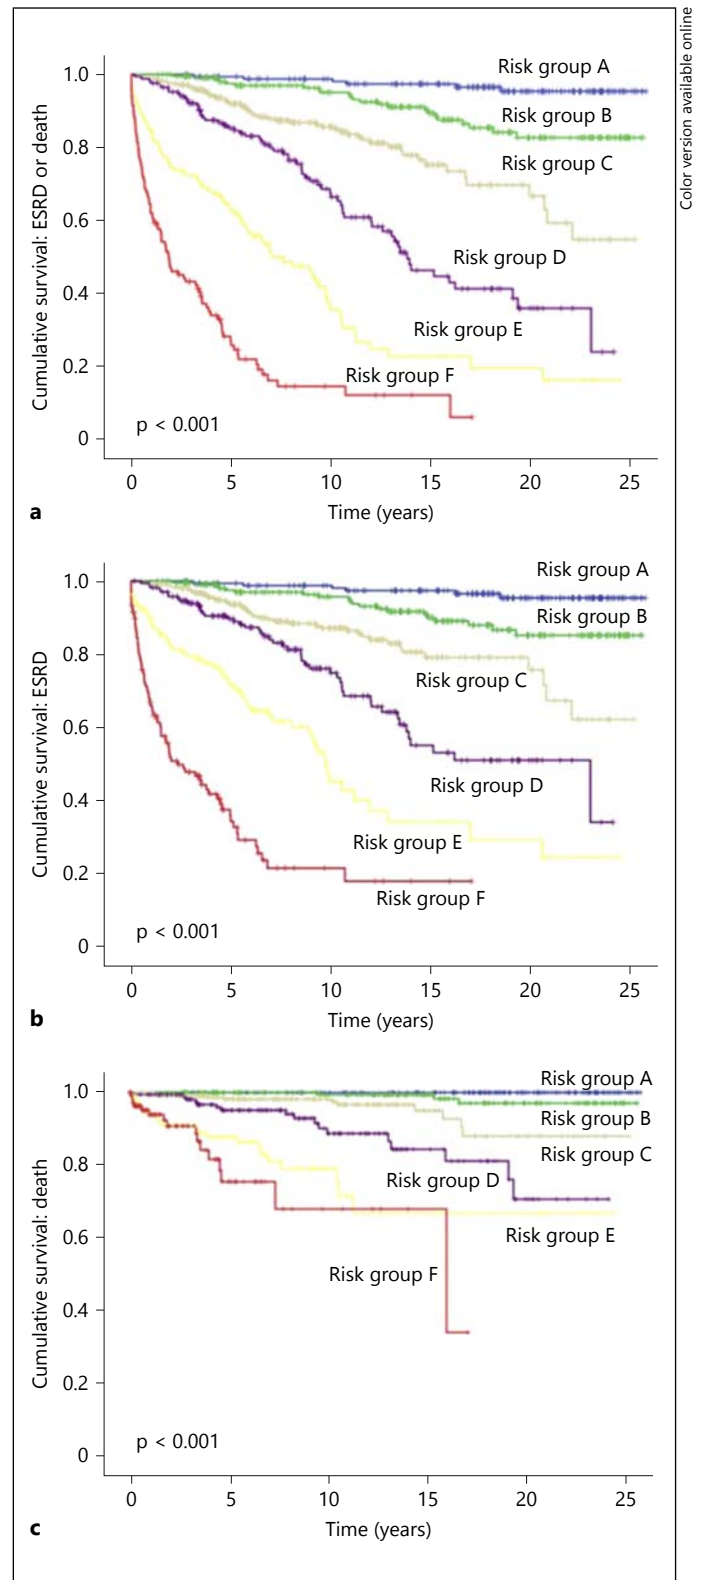 Color version available online
Cumulative survival: ESRD or death
1.0
0.8
0.6
0.4
0.2
0
Risk group A
Risk group B
Risk group C
Risk group D
Risk group E
Risk group F
p < 0.001
0 5 10 15 20 25
Time (years)
a
Cumulative survival: ESRD
1.0
0.8
0.6
0.4
0.2
0
Risk group A
Risk group B
Risk group C
Risk group D
Risk group E
Risk group F
p < 0.001
0 5 10 15 20 25
Time (years)
b
Cumulative survival: death
1.0
0.8
0.6
0.4
0.2
0
Risk group A
Risk group B
Risk group C
Risk group D
Risk group E
Risk group F
p < 0.001
0 5 10 15 20 25
Time (years)
c